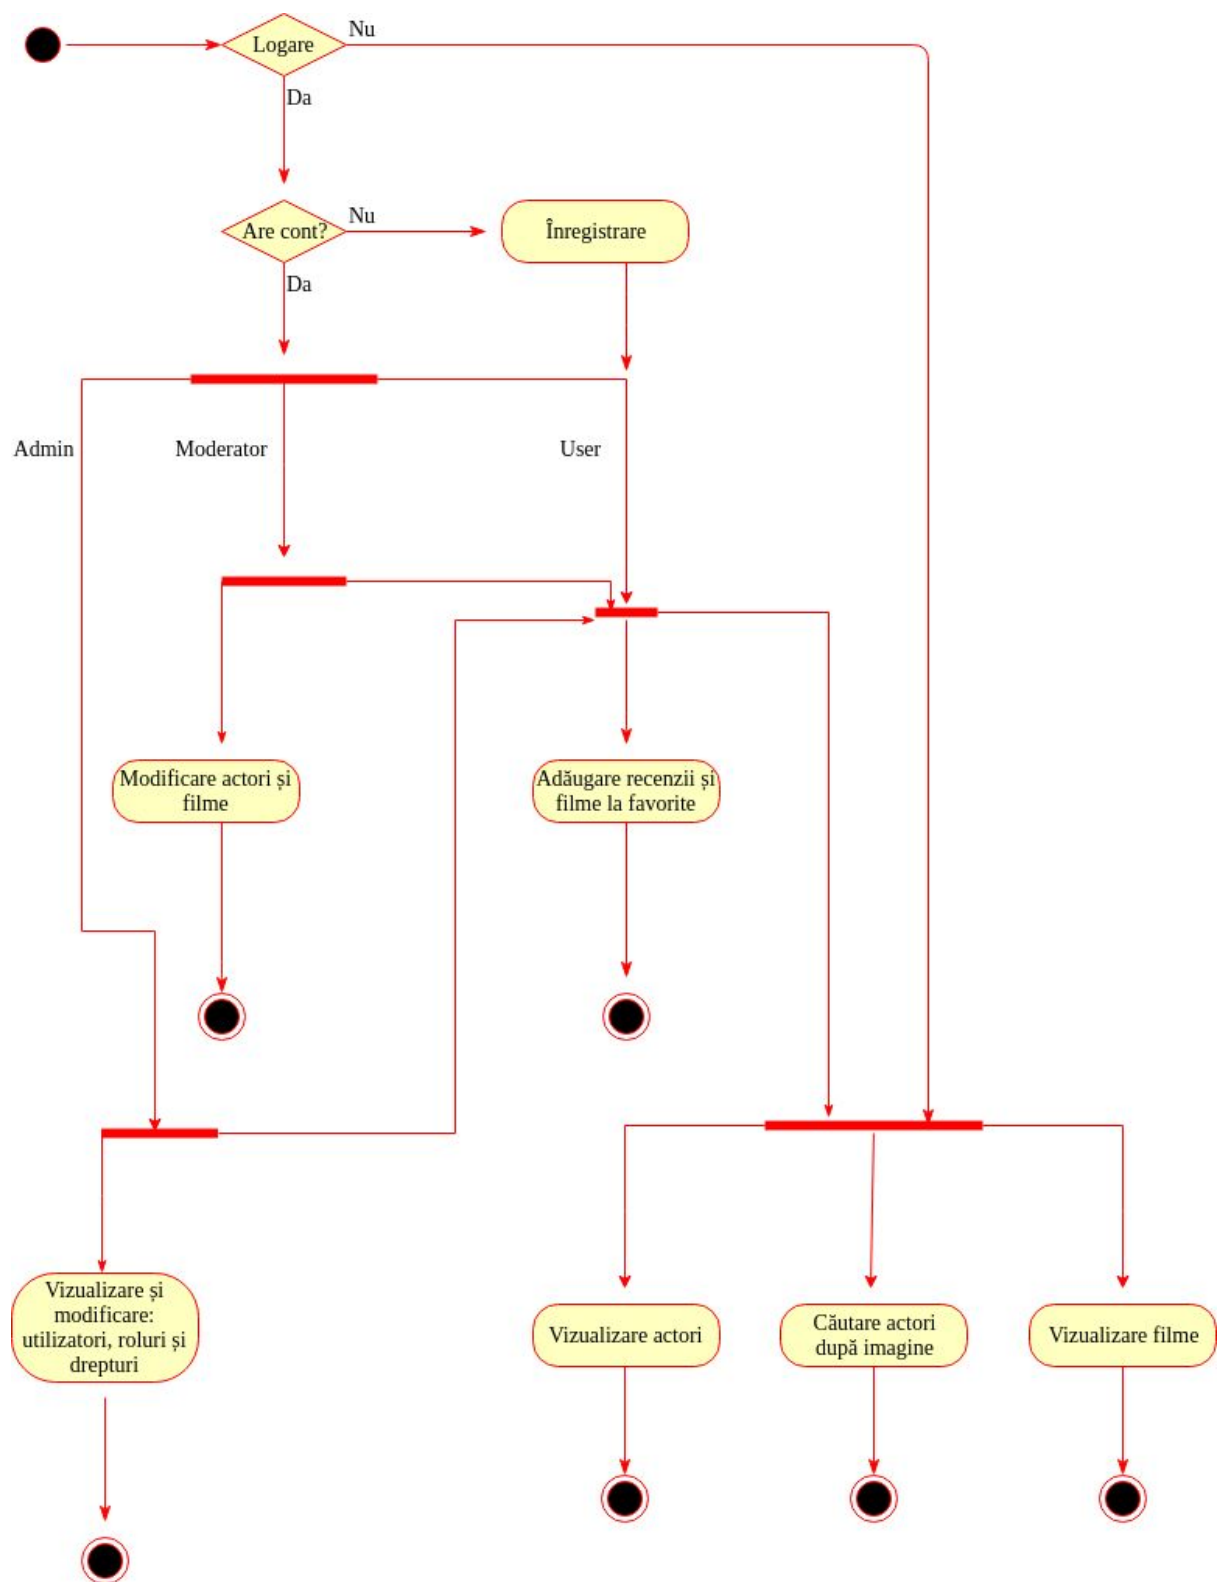 Logare
Nu
Da
Are cont?
Nu
Înregistrare
Da
Admin
Moderator
User
Modificare actori și
filme
Adăugare recenzii și
filme la favorite
Vizualizare și
modificare:
utilizatori, roluri și
drepturi
Vizualizare actori
Căutare actori
după imagine
Vizualizare filme